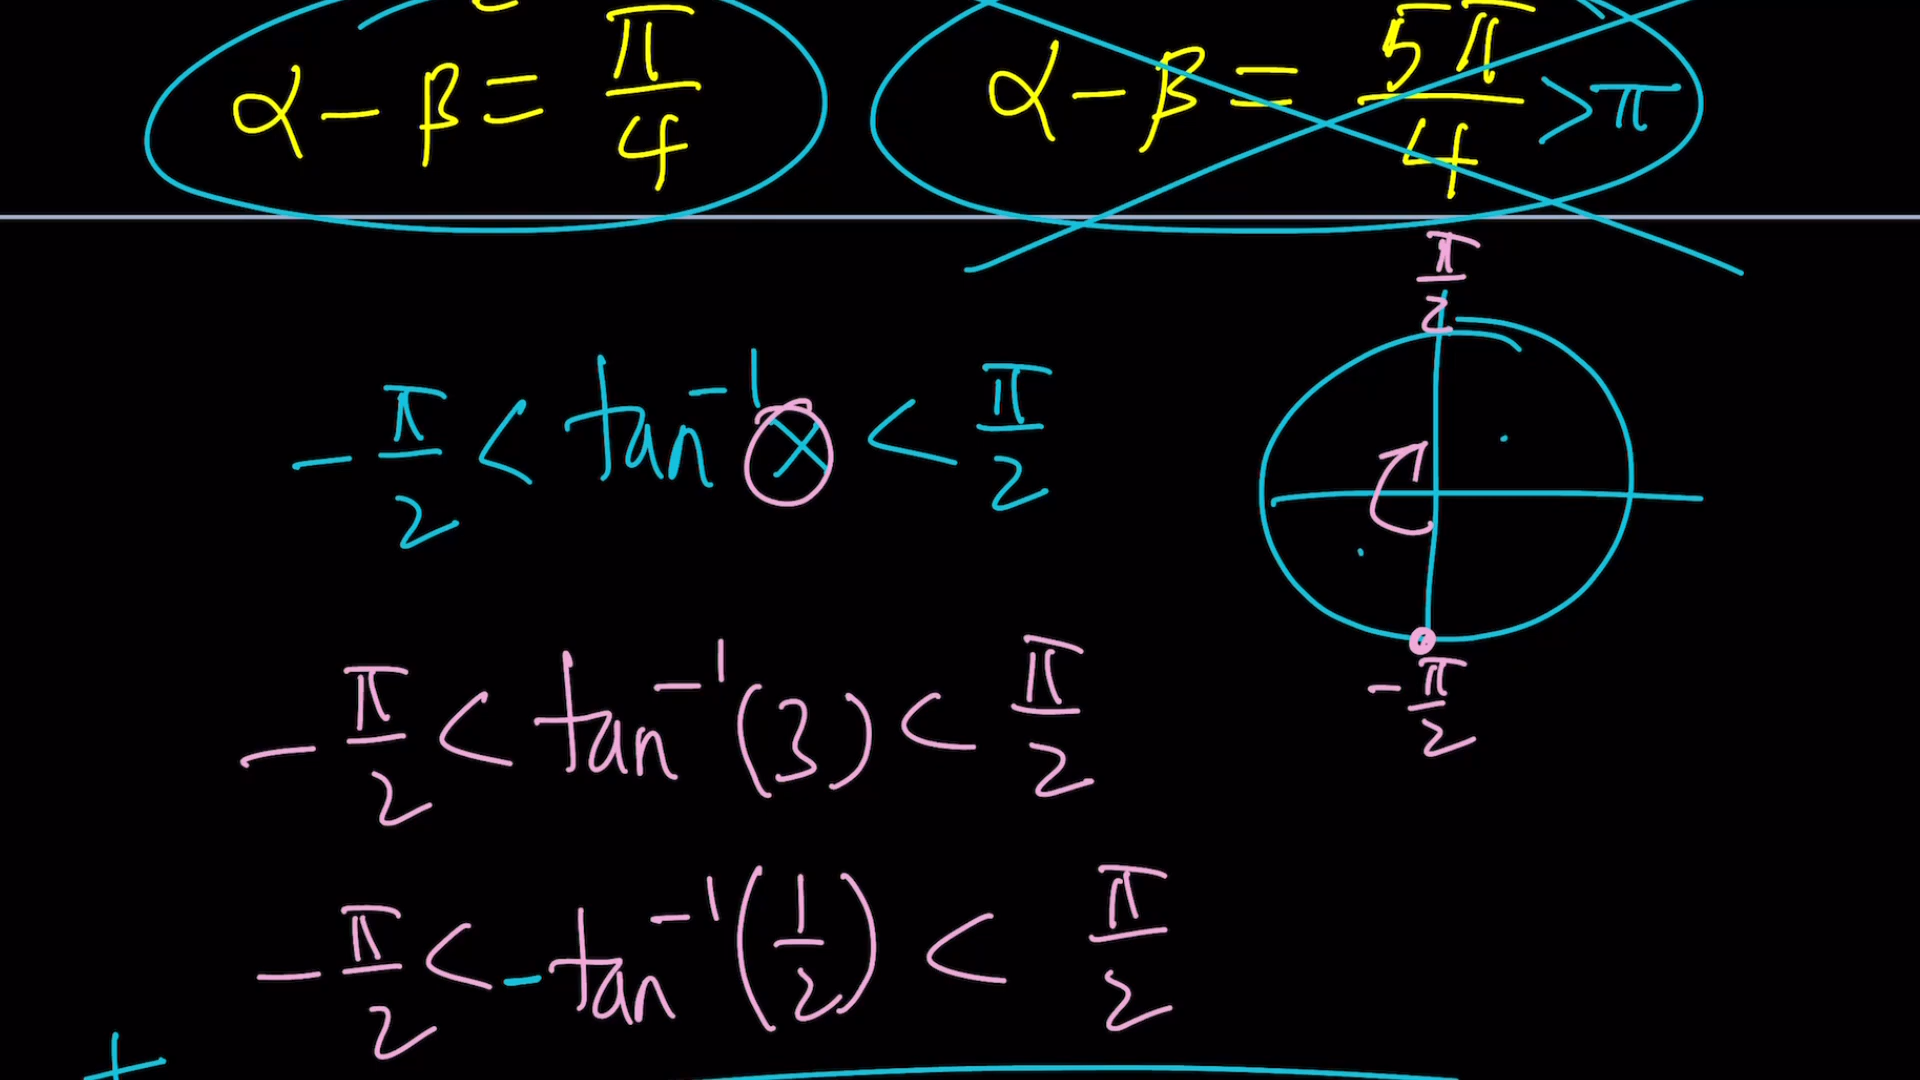 α − β = π/4
α − β = 5π/4 > π
π/2
−π/2 < tan⁻¹x < π/2
−π/2
−π/2 < tan⁻¹(3) < π/2
−π/2 < -tan⁻¹(1/2) < π/2
+